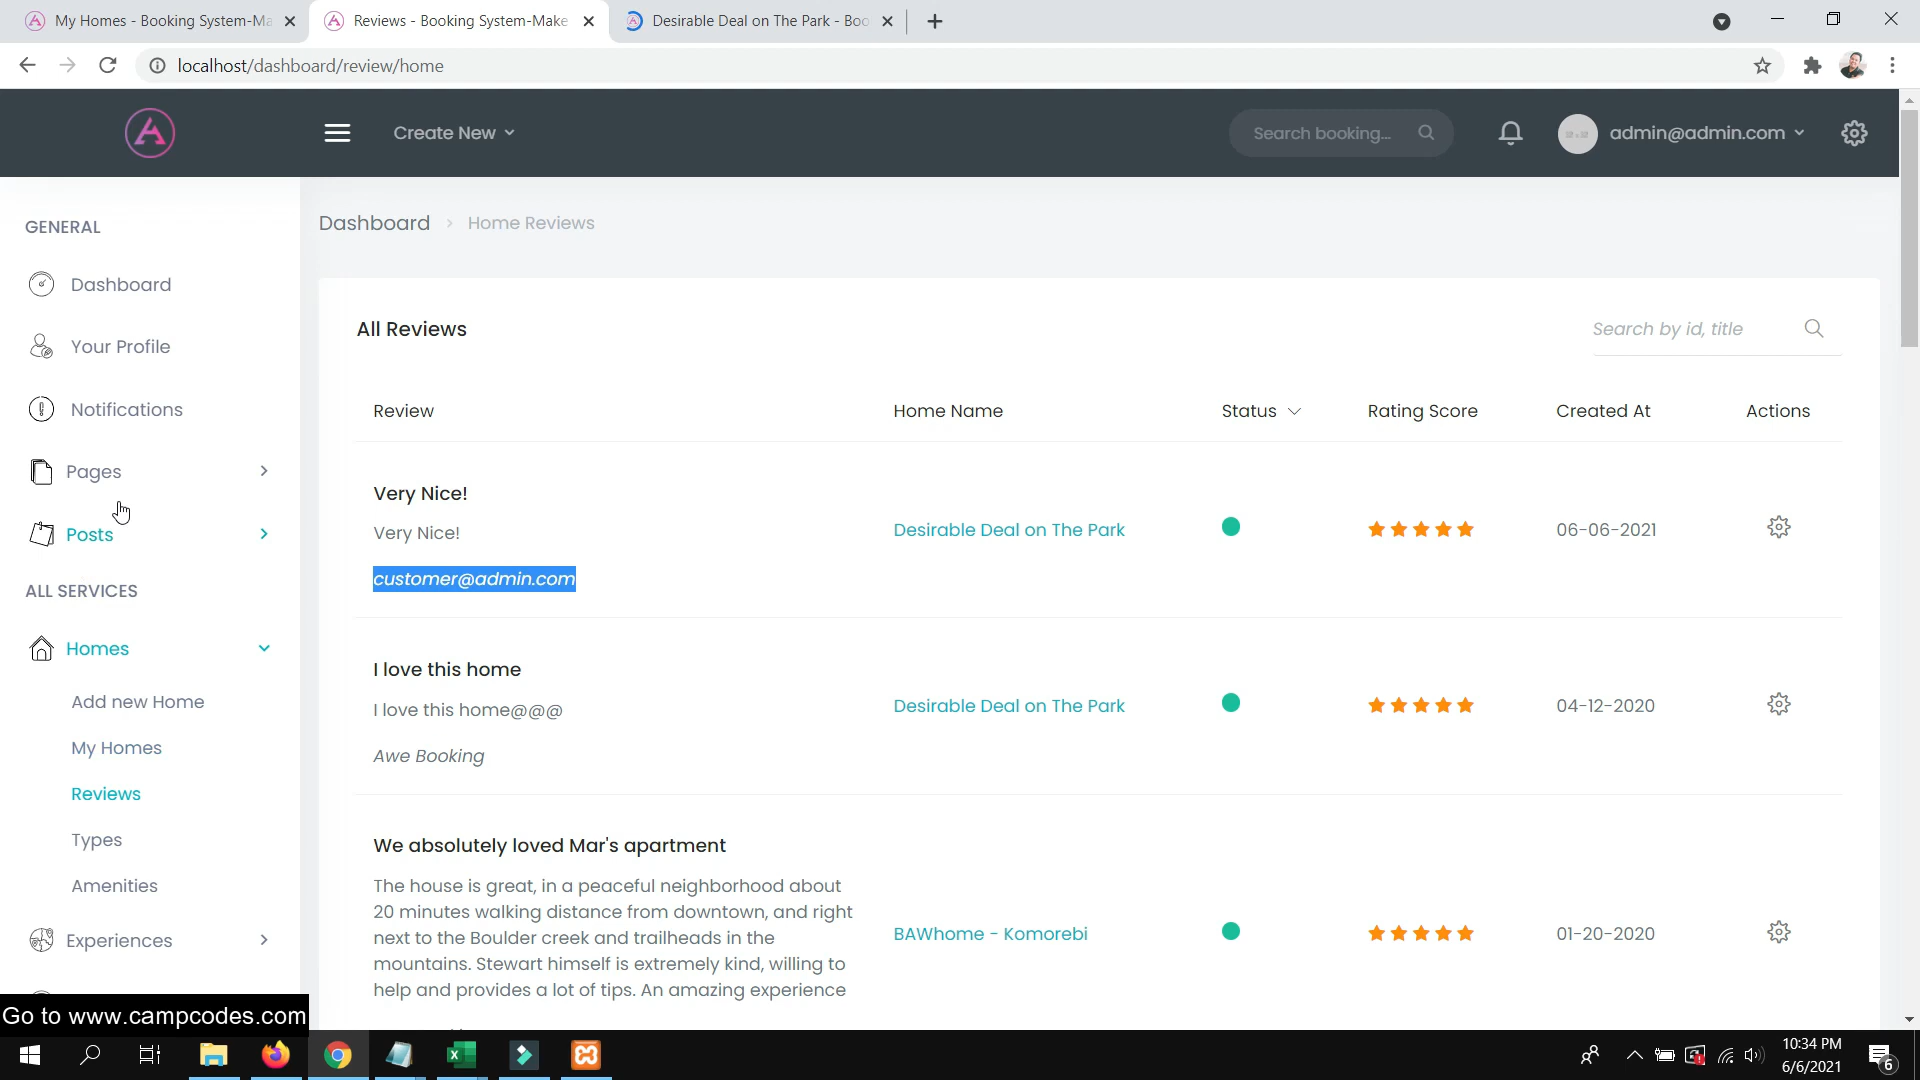 My Homes - Booking System-Ma
Reviews - Booking System-Make
Desirable Deal on The Park - Boo
localhost/dashboard/review/home
Create New
Search booking...
admin@admin.com
GENERAL
Dashboard
Your Profile
Notifications
Pages
Posts
ALL SERVICES
Homes
Add new Home
My Homes
Reviews
Types
Amenities
Experiences
Dashboard > Home Reviews
All Reviews
Search by id, title
Review Home Name Status Rating Score Created At Actions
Very Nice!
Very Nice!
customer@admin.com
Desirable Deal on The Park
06-06-2021
I love this home
I love this home@@@
Awe Booking
Desirable Deal on The Park
04-12-2020
We absolutely loved Mar's apartment
The house is great, in a peaceful neighborhood about
20 minutes walking distance from downtown, and right
next to the Boulder creek and trailheads in the
mountains. Stewart himself is extremely kind, willing to
help and provides a lot of tips. An amazing experience
BAWhome - Komorebi
01-20-2020
Go to www.campcodes.com
10:34 PM
6/6/2021
6